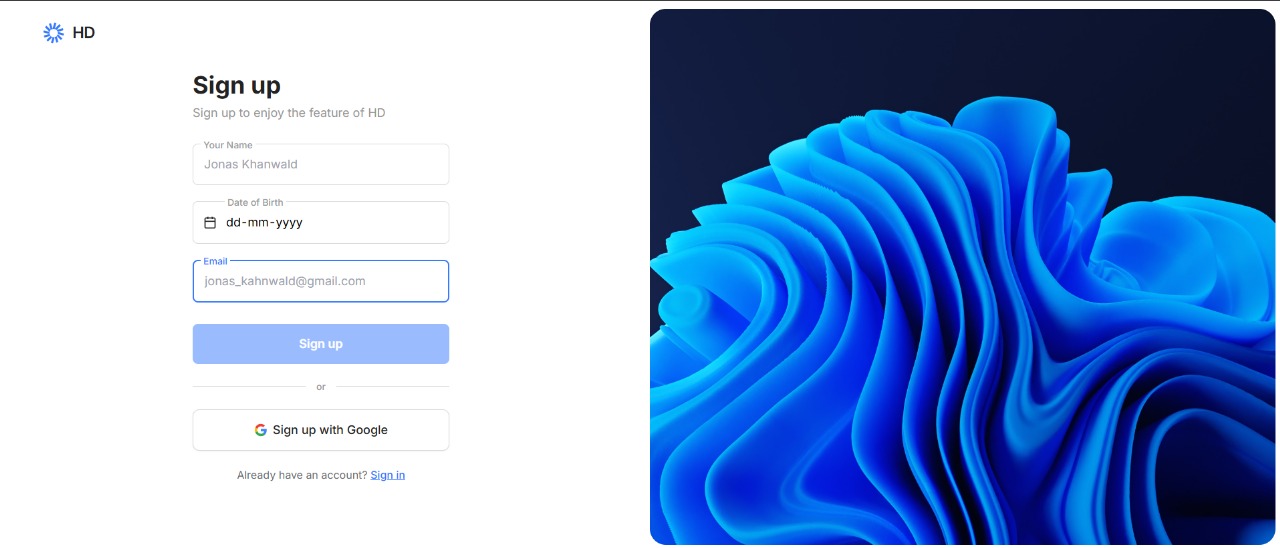 HD
Sign up
Sign up to enjoy the feature of HD
Your Name
Jonas Khanwald
Date of Birth
dd-mm-yyyy
Email
jonas_kahnwald@gmail.com
Sign up
or
Sign up with Google
Already have an account? Sign in